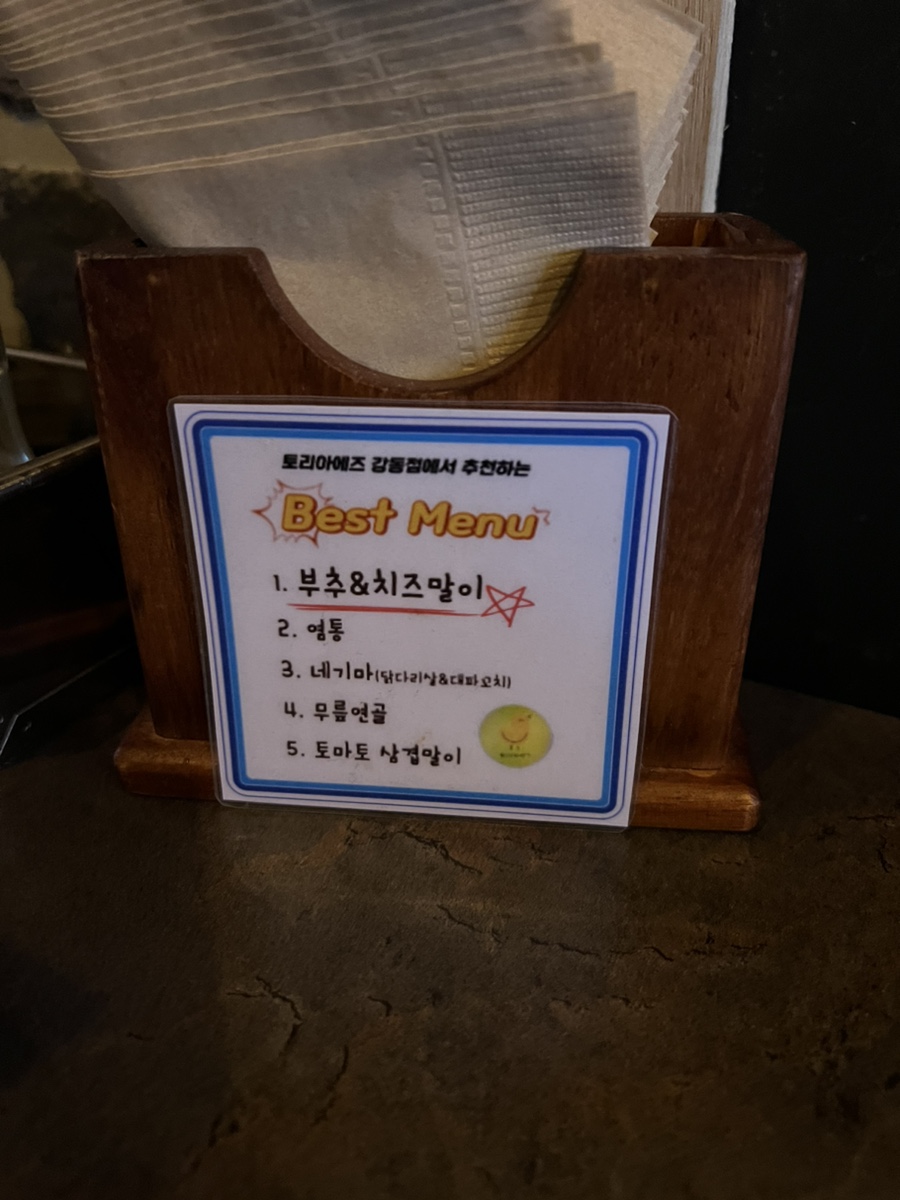 토리아에즈 강동점에서 추천하는
Best Menu
1. 부추&치즈말이
2. 염통
3. 네기마(닭다리살&대파꼬치)
4. 무릎연골
5. 토마토 삼겹말이